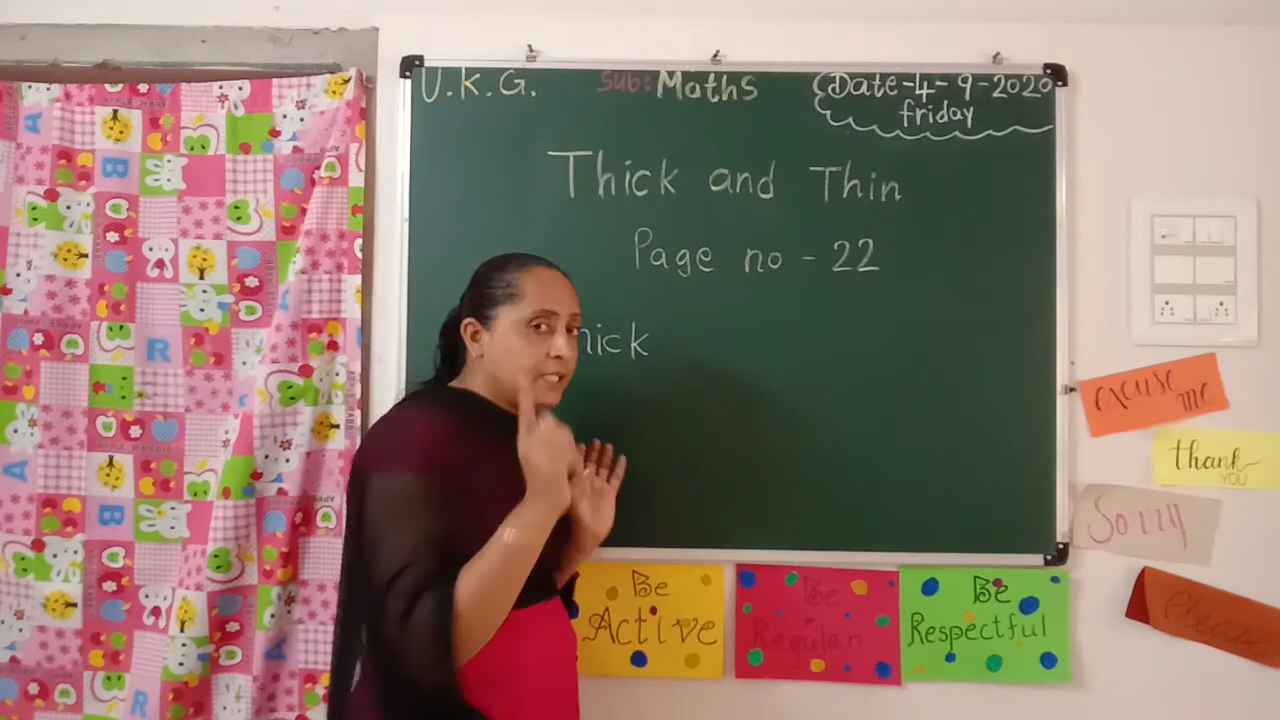 U.K.G. Sub: Maths Date-4-9-2020
friday
Thick and Thin
Page no - 22
hick
excuse me
thank YOU
Sorry
Please
Be Active
Be Regular
Be Respectful